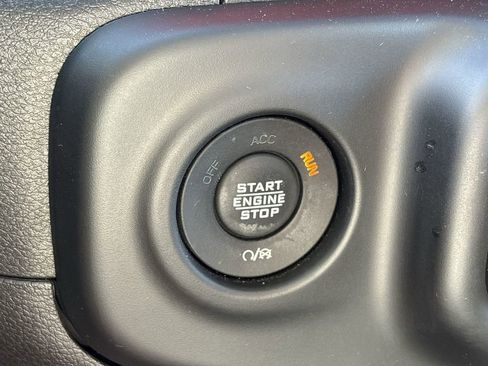 OFF
ACC
RUN
START
ENGINE
STOP